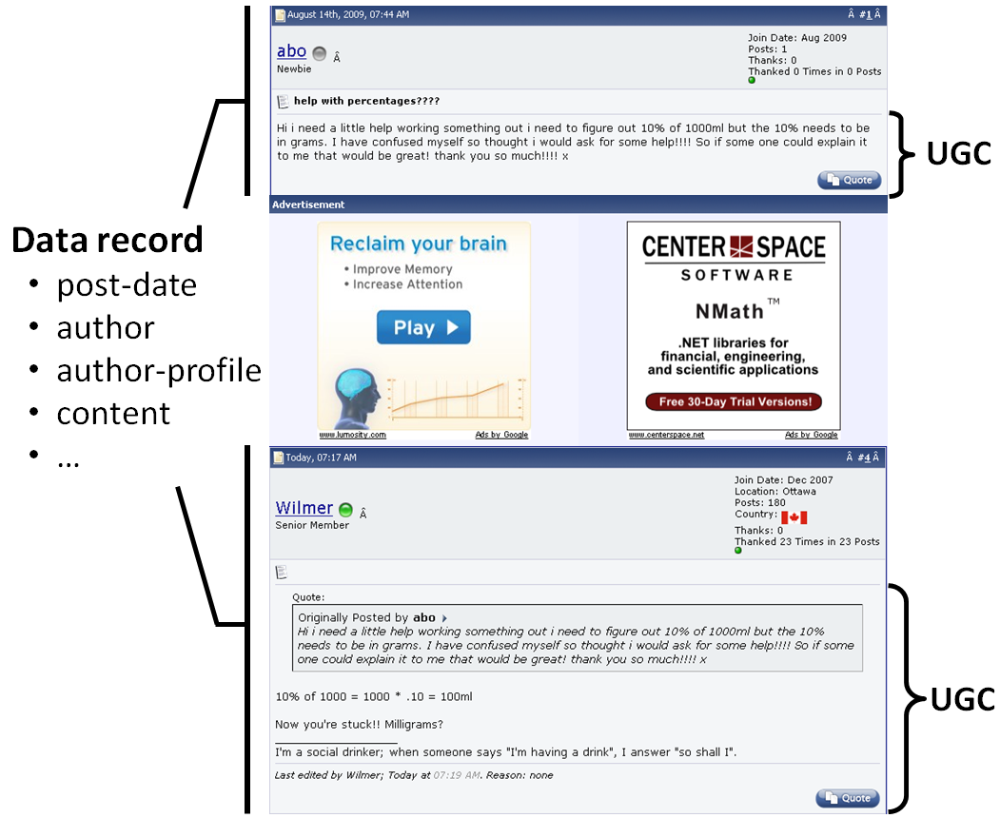 August 14th, 2009, 07:44 AM
Â #1 Â
abo Â
Newbie
Join Date: Aug 2009
Posts: 1
Thanks: 0
Thanked 0 Times in 0 Posts
help with percentages????
Hi i need a little help working something out i need to figure out 10% of 1000ml but the 10% needs to be
in grams. I have confused myself so thought i would ask for some help!!!! So if some one could explain it
to me that would be great! thank you so much!!!! x
Quote
UGC
Data record
• post-date
• author
• author-profile
• content
• ...
Advertisement
Reclaim your brain
• Improve Memory
• Increase Attention
Play
www.lumosity.com
Ads by Google
CENTER SPACE
SOFTWARE
NMath™
.NET libraries for
financial, engineering,
and scientific applications
Free 30-Day Trial Versions!
www.centerspace.net
Ads by Google
Today, 07:17 AM
Â #4 Â
Wilmer Â
Senior Member
Join Date: Dec 2007
Location: Ottawa
Posts: 180
Country:
Thanks: 0
Thanked 23 Times in 23 Posts
Quote:
Originally Posted by abo
Hi i need a little help working something out i need to figure out 10% of 1000ml but the 10%
needs to be in grams. I have confused myself so thought i would ask for some help!!!! So if some
one could explain it to me that would be great! thank you so much!!!! x
10% of 1000 = 1000 * .10 = 100ml
Now you're stuck!! Milligrams?
I'm a social drinker; when someone says "I'm having a drink", I answer "so shall I".
Last edited by Wilmer; Today at 07:19 AM. Reason: none
Quote
UGC